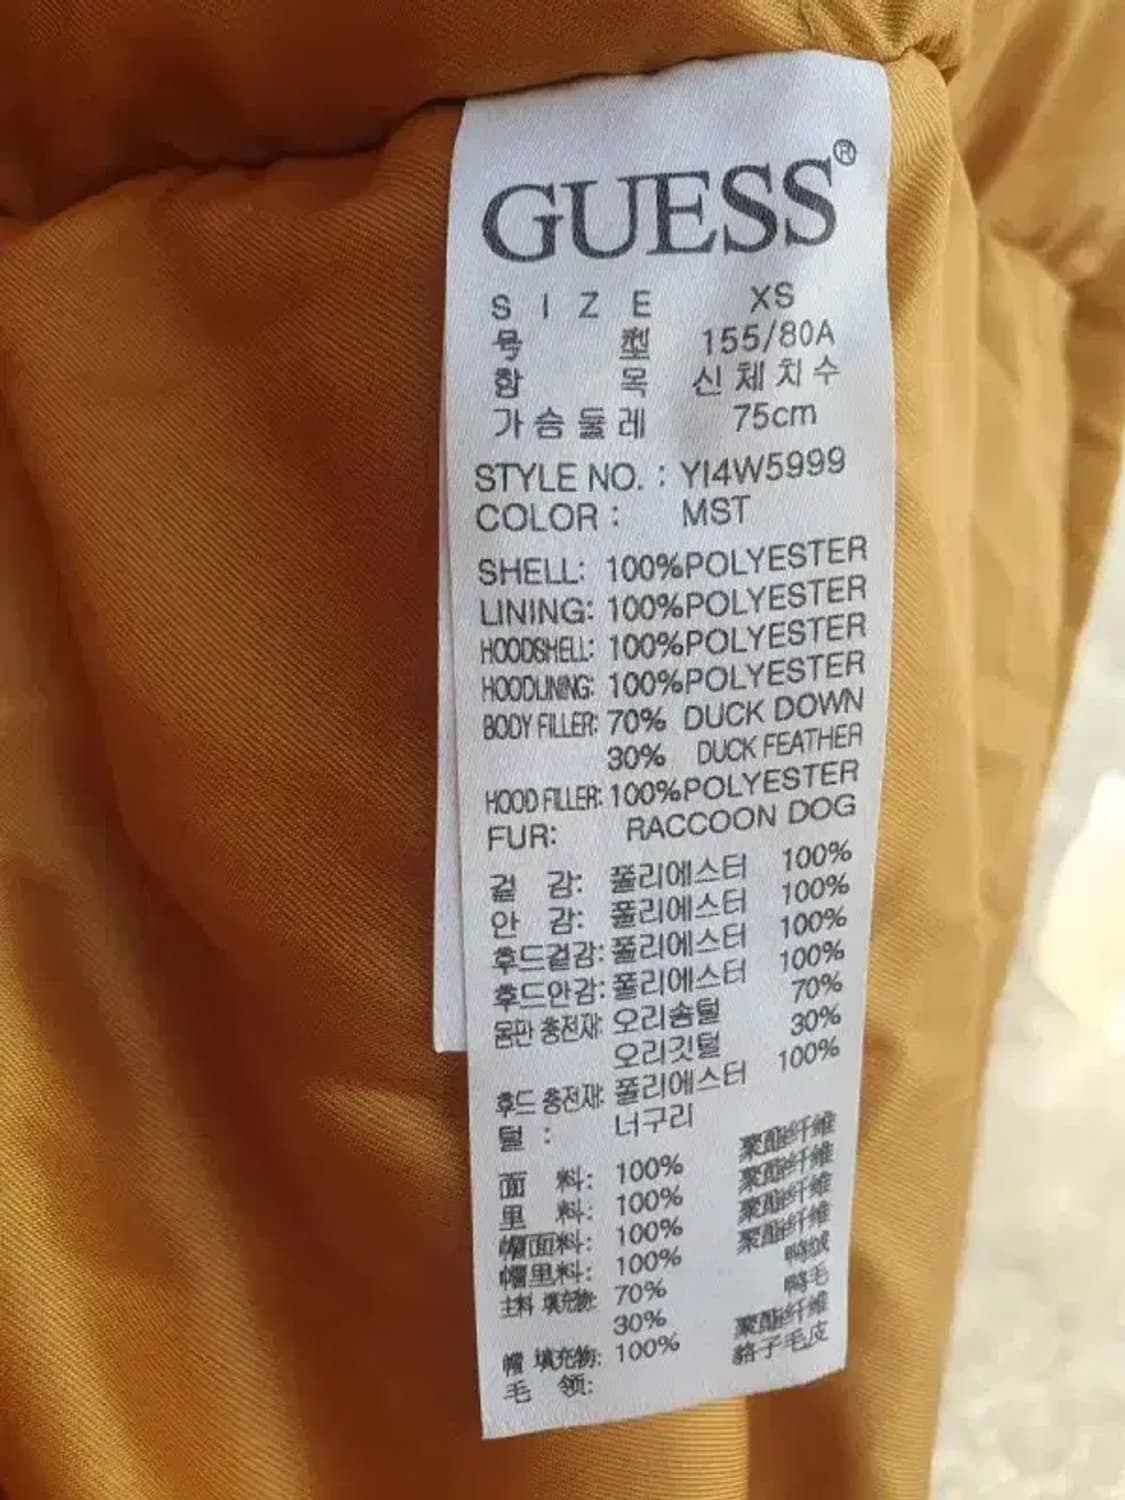 GUESS®
SIZE XS
号型 155/80A
항목 신체치수
가슴둘레 75cm
STYLE NO. : YI4W5999
COLOR : MST
SHELL: 100%POLYESTER
LINING: 100%POLYESTER
HOODSHELL: 100%POLYESTER
HOODLINING: 100%POLYESTER
BODY FILLER: 70% DUCK DOWN
30% DUCK FEATHER
HOOD FILLER: 100%POLYESTER
FUR: RACCOON DOG
겉감: 폴리에스터 100%
안감: 폴리에스터 100%
후드겉감: 폴리에스터 100%
후드안감: 폴리에스터 100%
몸판 충전재: 오리솜털 70%
오리깃털 30%
후드 충전재: 폴리에스터 100%
털 : 너구리
面料: 100% 聚酯纤维
里料: 100% 聚酯纤维
帽面料: 100% 聚酯纤维
帽里料: 100% 聚酯纤维
主料 填充物: 70% 鸭绒
30% 鸭毛
帽 填充物: 100% 聚酯纤维
毛领: 貉子毛皮